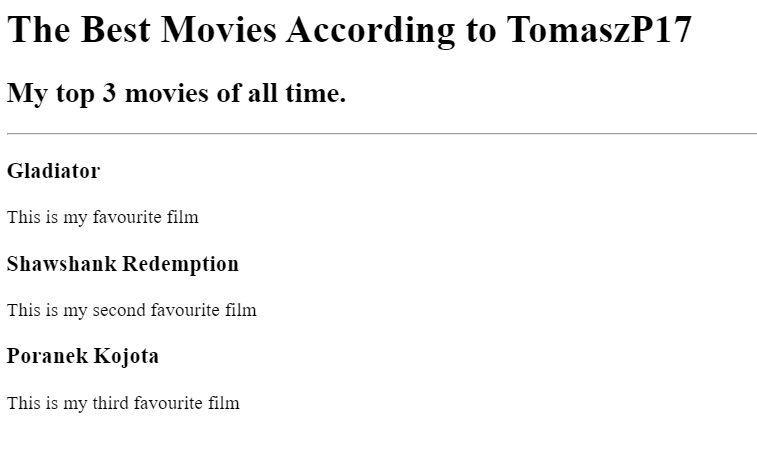 The Best Movies According to TomaszP17
My top 3 movies of all time.
Gladiator
This is my favourite film
Shawshank Redemption
This is my second favourite film
Poranek Kojota
This is my third favourite film